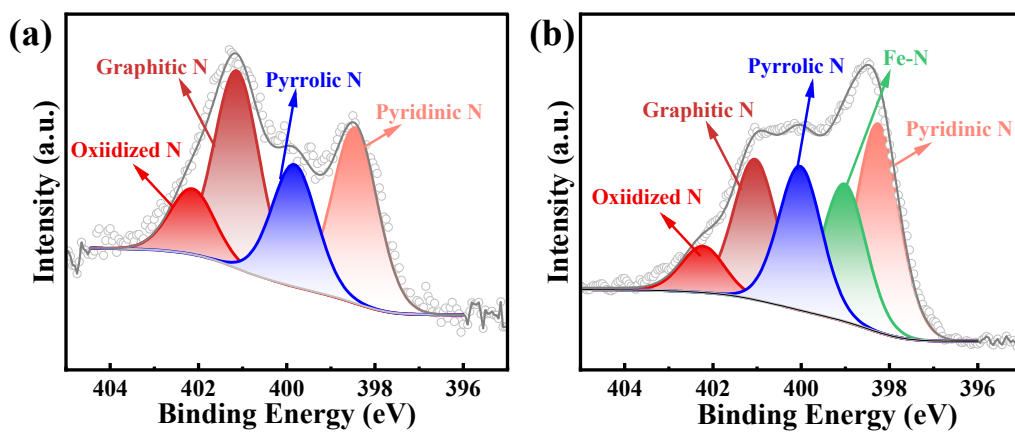 (a)
Graphitic N
Pyrrolic N
Pyridinic N
Oxiidized N
Intensity (a.u.)
404 402 400 398 396
Binding Energy (eV)
(b)
Fe-N
Pyrrolic N
Graphitic N
Pyridinic N
Oxiidized N
Intensity (a.u.)
404 402 400 398 396
Binding Energy (eV)